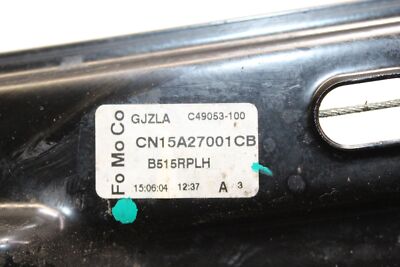 FoMoCo
GJZLA C49053-100
CN15A27001CB
B515RPLH
15:06:04 12:37 A 3